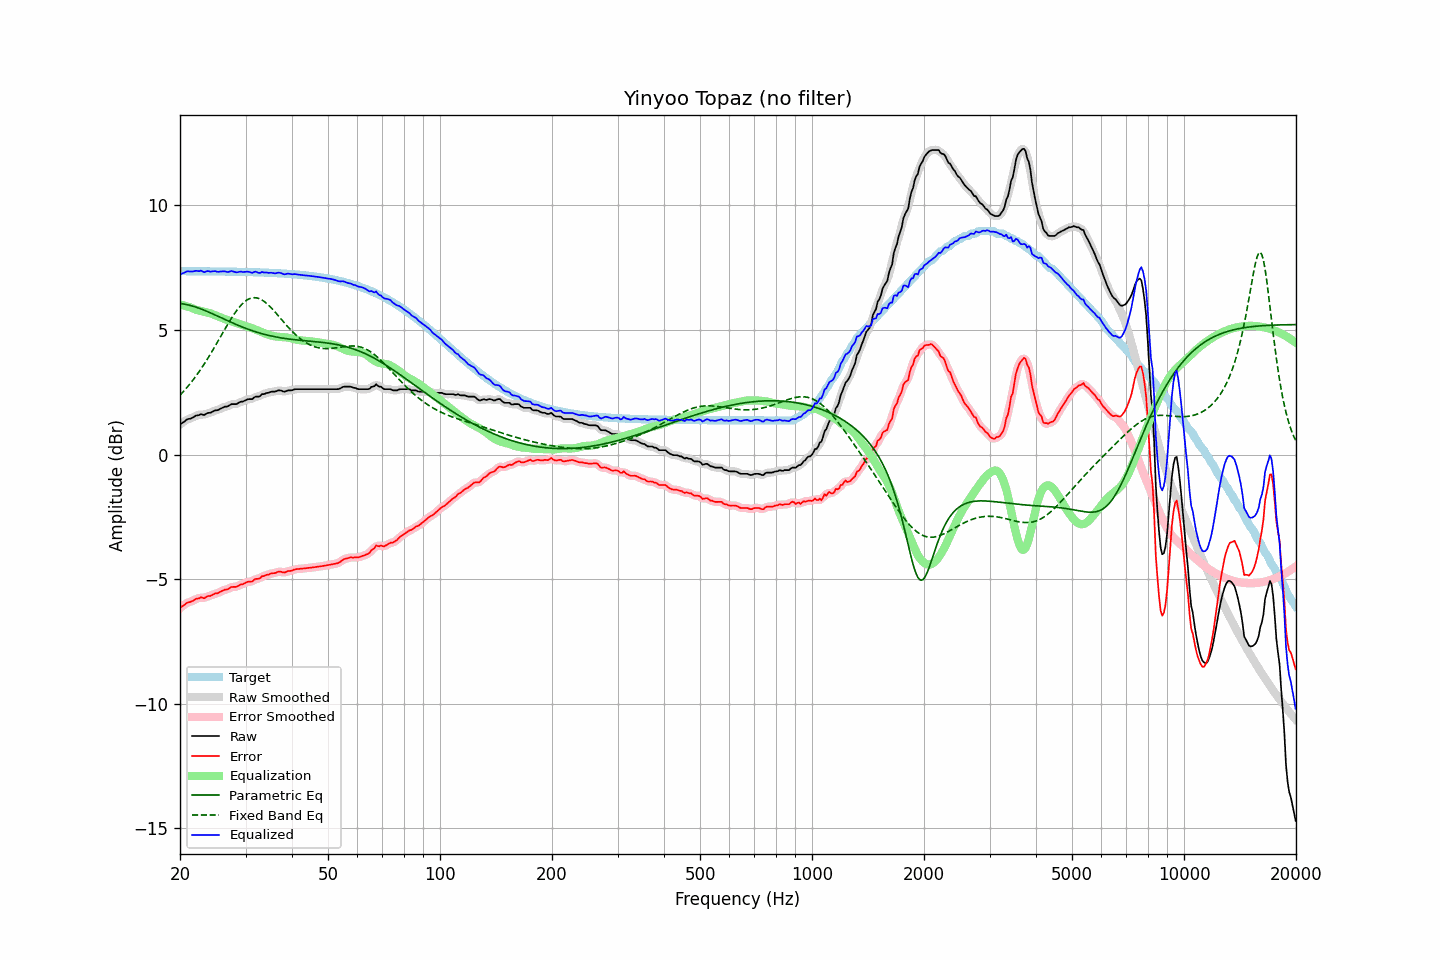 Yinyoo Topaz (no filter)
Amplitude (dBr)
10
5
0
−5
−10
−15
Target
Raw Smoothed
Error Smoothed
Raw
Error
Equalization
Parametric Eq
Fixed Band Eq
Equalized
20
50
100
200
500
1000
2000
5000
10000
20000
Frequency (Hz)